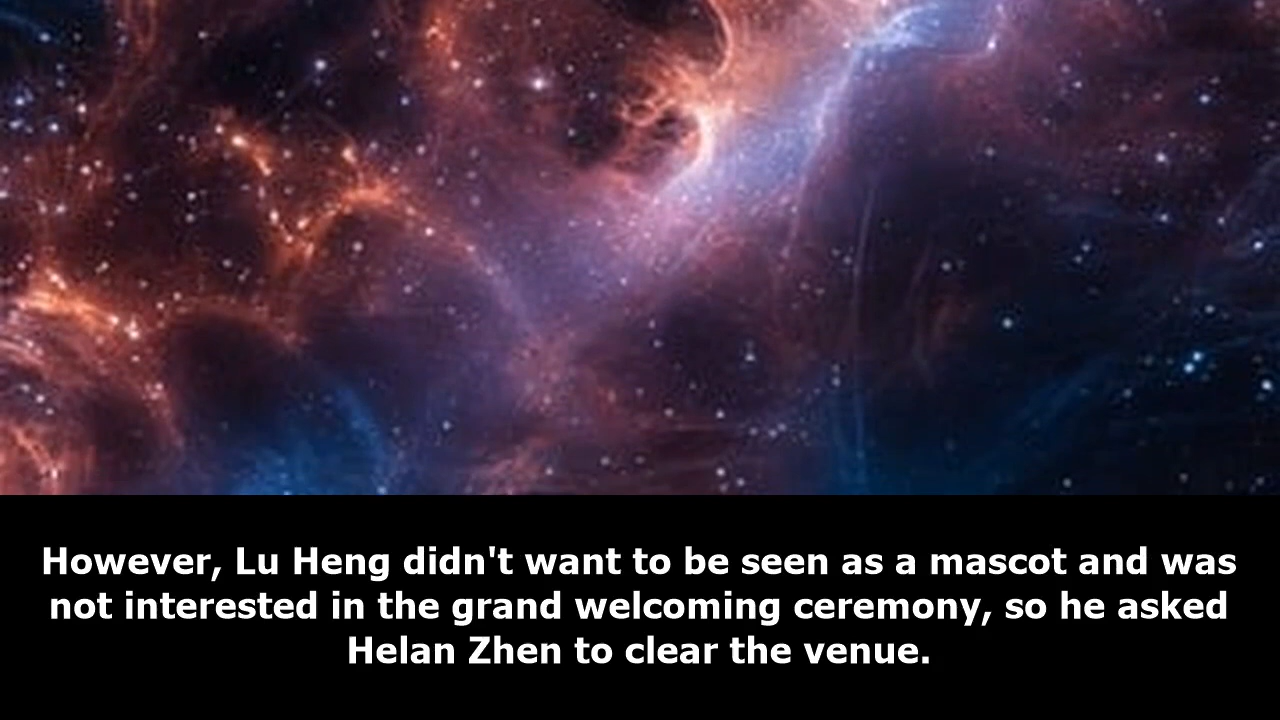 However, Lu Heng didn't want to be seen as a mascot and was
not interested in the grand welcoming ceremony, so he asked
Helan Zhen to clear the venue.